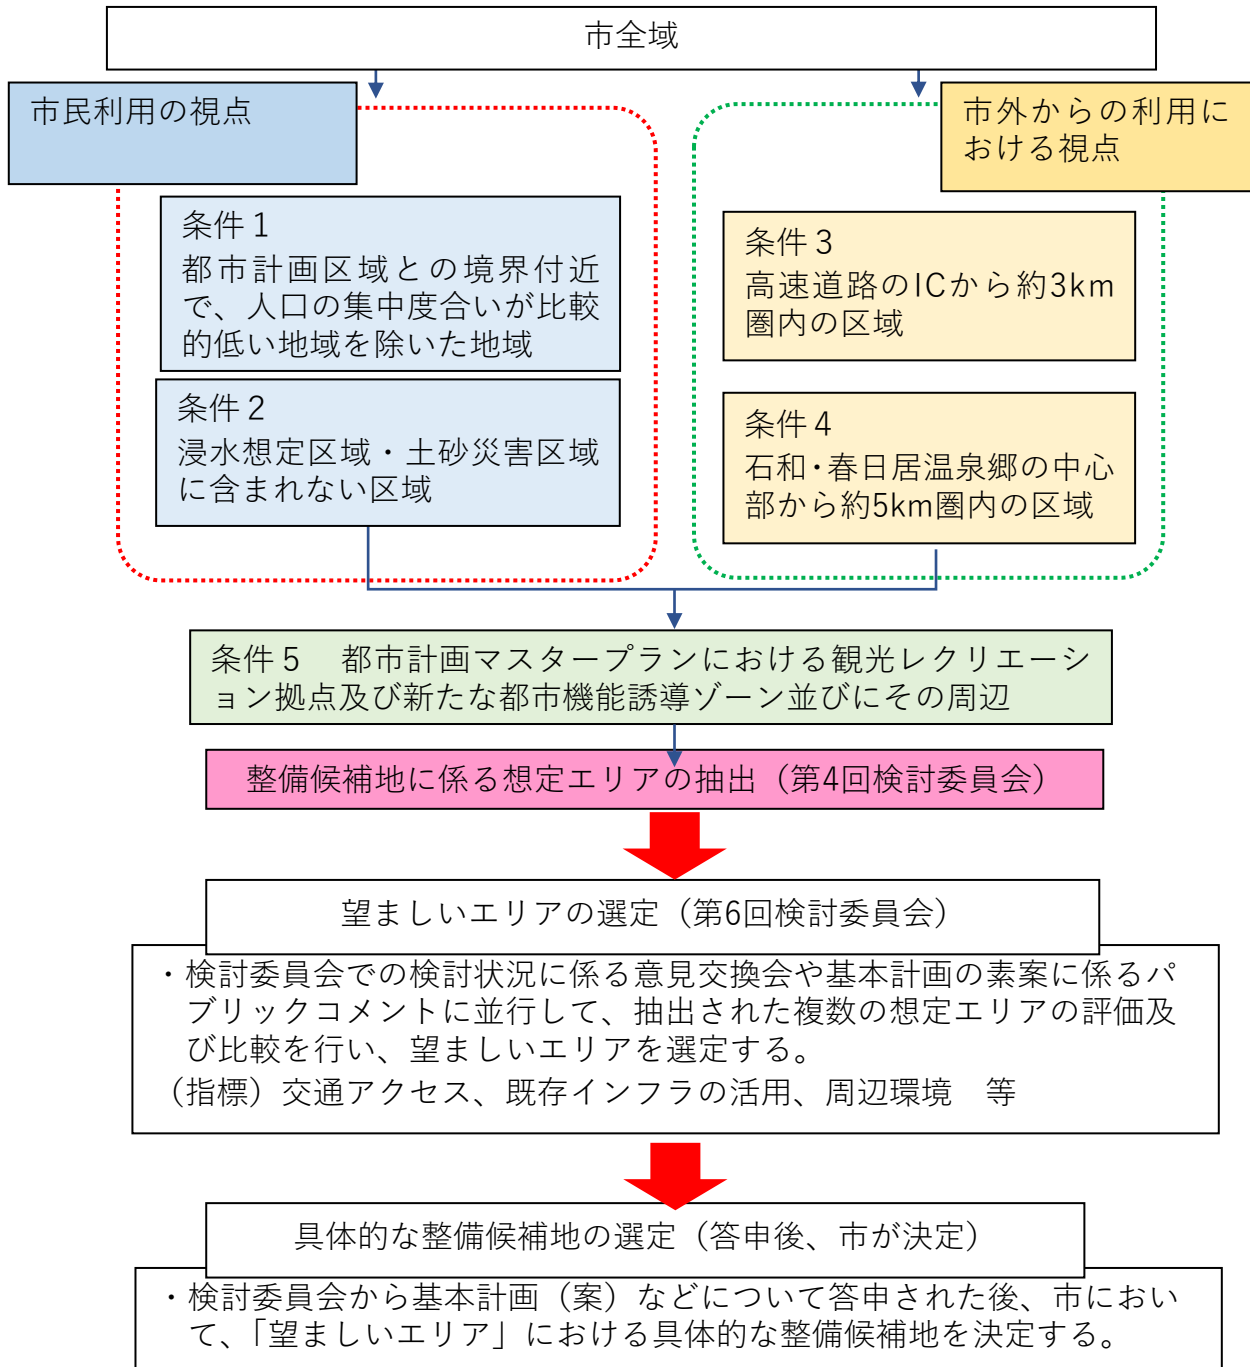 市全域
市民利用の視点
市外からの利用に
おける視点
条件１
都市計画区域との境界付近
で、人口の集中度合いが比較
的低い地域を除いた地域
条件２
浸水想定区域・土砂災害区域
に含まれない区域
条件３
高速道路のICから約3km
圏内の区域
条件４
石和・春日居温泉郷の中心
部から約5km圏内の区域
条件５　都市計画マスタープランにおける観光レクリエーシ
ョン拠点及び新たな都市機能誘導ゾーン並びにその周辺
整備候補地に係る想定エリアの抽出（第4回検討委員会）
望ましいエリアの選定（第6回検討委員会）
・検討委員会での検討状況に係る意見交換会や基本計画の素案に係るパ
ブリックコメントに並行して、抽出された複数の想定エリアの評価及
び比較を行い、望ましいエリアを選定する。
（指標）交通アクセス、既存インフラの活用、周辺環境　等
具体的な整備候補地の選定（答申後、市が決定）
・検討委員会から基本計画（案）などについて答申された後、市におい
て、「望ましいエリア」における具体的な整備候補地を決定する。